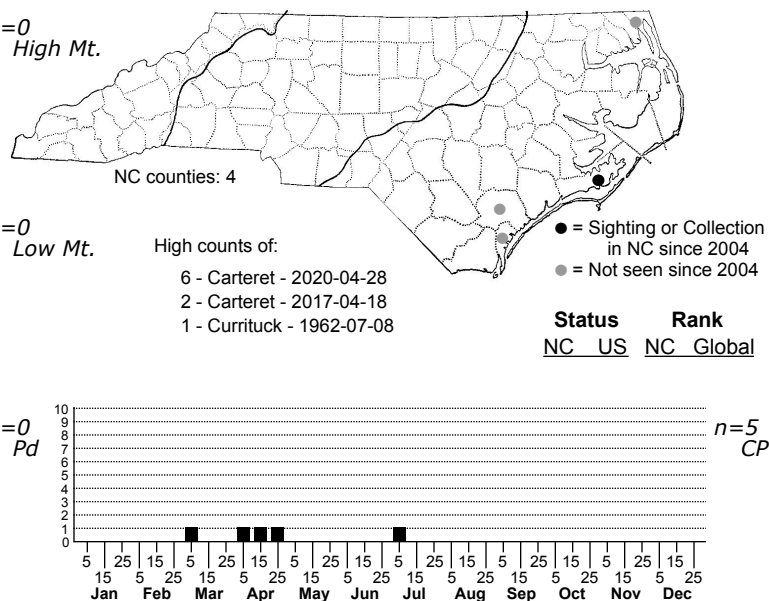 =0
High Mt.
NC counties: 4
=0
Low Mt.
High counts of:
6 - Carteret - 2020-04-28
2 - Carteret - 2017-04-18
1 - Currituck - 1962-07-08
● = Sighting or Collection
in NC since 2004
● = Not seen since 2004
Status Rank
NC US NC Global
=0
Pd
n=5
CP
10
9
8
7
6
5
4
3
2
1
0
5 25 15 5 25 15 5 25 15 5 25 15 5 25 15 5 25 15
15 5 25 15 5 25 15 5 25 15 5 25 15 5 25 15 5 25
Jan Feb Mar Apr May Jun Jul Aug Sep Oct Nov Dec